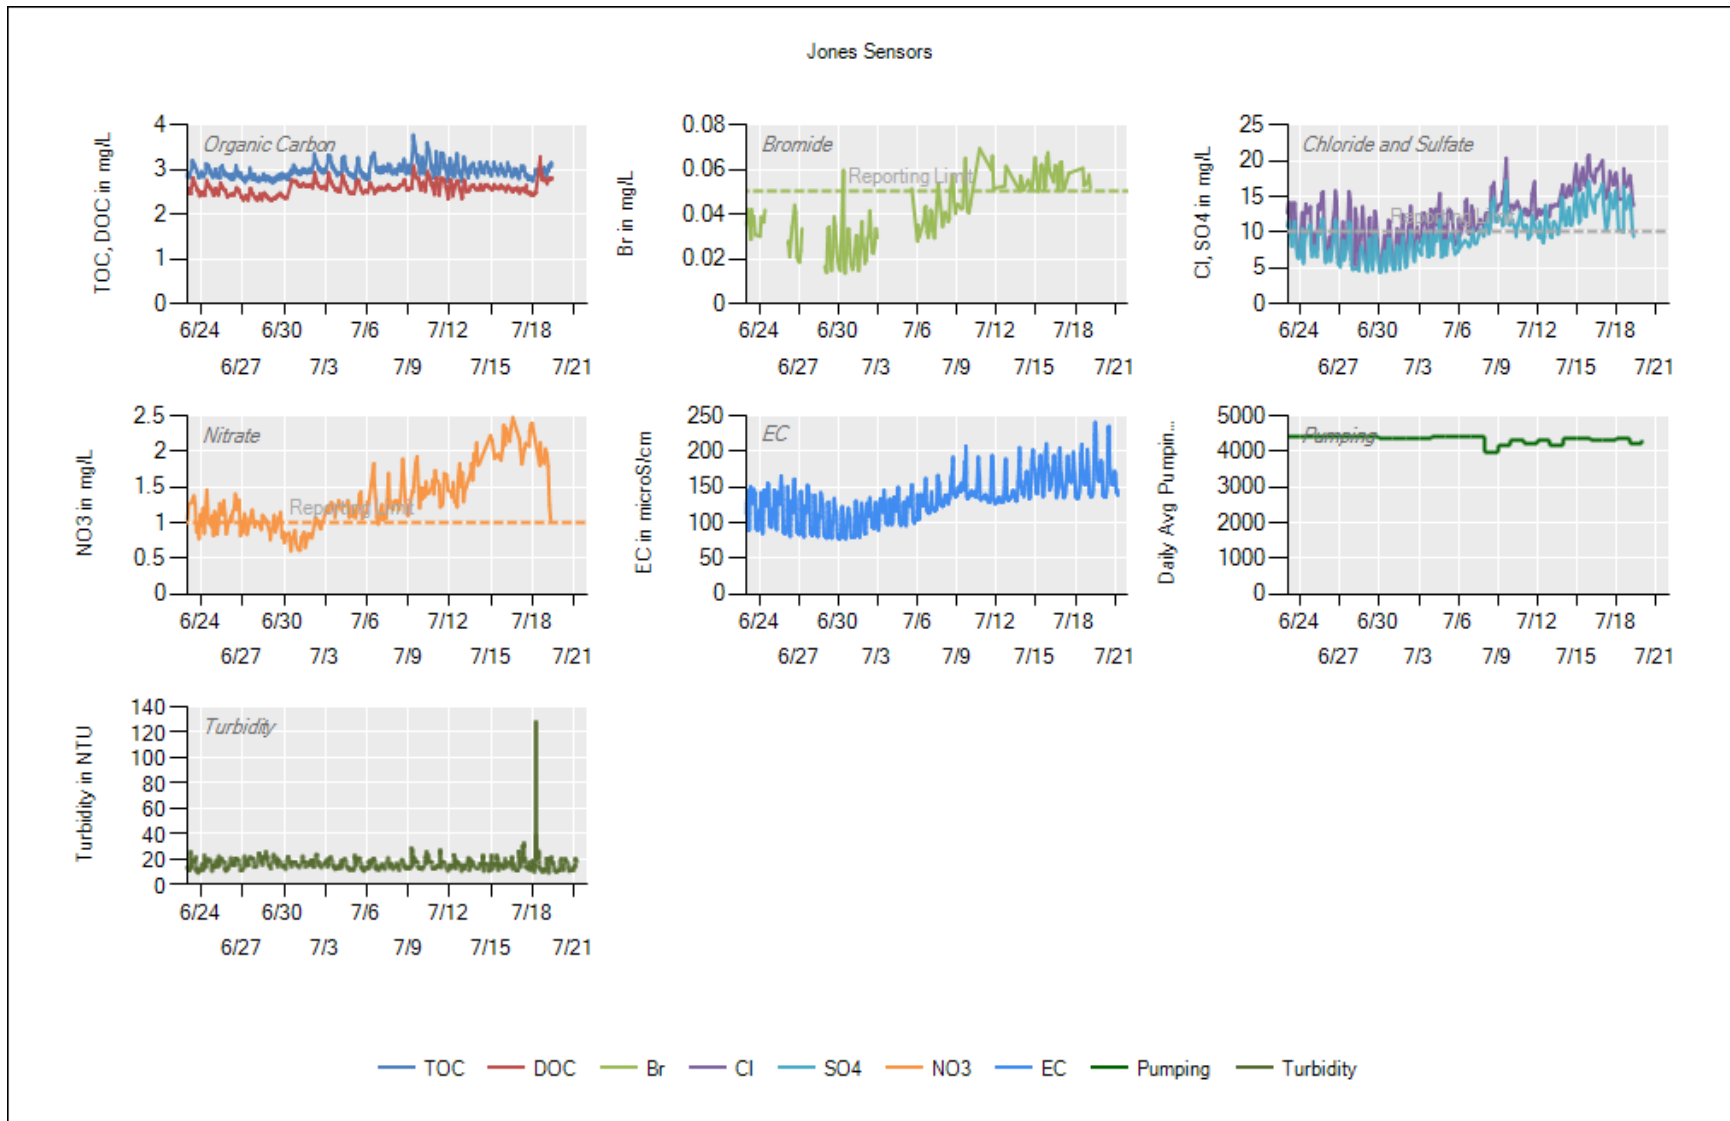 Jones Sensors
TOC, DOC in mg/L
4
3
2
1
0
Organic Carbon
6/24 6/30 7/6 7/12 7/18
6/27 7/3 7/9 7/15 7/21
Br in mg/L
0.08
0.06
0.04
0.02
0
Bromide
Reporting Limit
6/24 6/30 7/6 7/12 7/18
6/27 7/3 7/9 7/15 7/21
Cl, SO4 in mg/L
25
20
15
10
5
0
Chloride and Sulfate
Reporting Limit
6/24 6/30 7/6 7/12 7/18
6/27 7/3 7/9 7/15 7/21
NO3 in mg/L
2.5
2
1.5
1
0.5
0
Nitrate
Reporting Limit
6/24 6/30 7/6 7/12 7/18
6/27 7/3 7/9 7/15 7/21
EC in microS/cm
250
200
150
100
50
0
EC
6/24 6/30 7/6 7/12 7/18
6/27 7/3 7/9 7/15 7/21
Daily Avg Pumpin...
5000
4000
3000
2000
1000
0
Pumping
6/24 6/30 7/6 7/12 7/18
6/27 7/3 7/9 7/15 7/21
Turbidity in NTU
140
120
100
80
60
40
20
0
Turbidity
6/24 6/30 7/6 7/12 7/18
6/27 7/3 7/9 7/15 7/21
TOC DOC Br Cl SO4 NO3 EC Pumping Turbidity